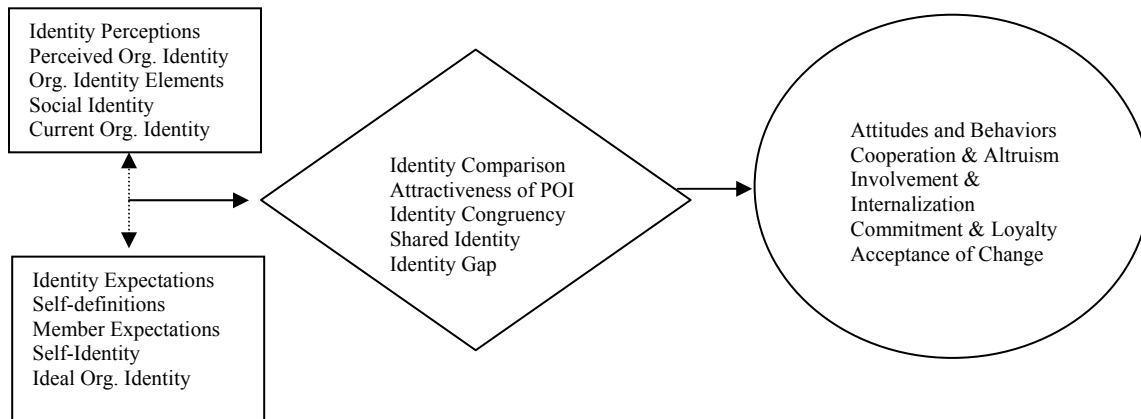 Identity Perceptions
Perceived Org. Identity
Org. Identity Elements
Social Identity
Current Org. Identity
Identity Expectations
Self-definitions
Member Expectations
Self-Identity
Ideal Org. Identity
Identity Comparison
Attractiveness of POI
Identity Congruency
Shared Identity
Identity Gap
Attitudes and Behaviors
Cooperation & Altruism
Involvement &
Internalization
Commitment & Loyalty
Acceptance of Change